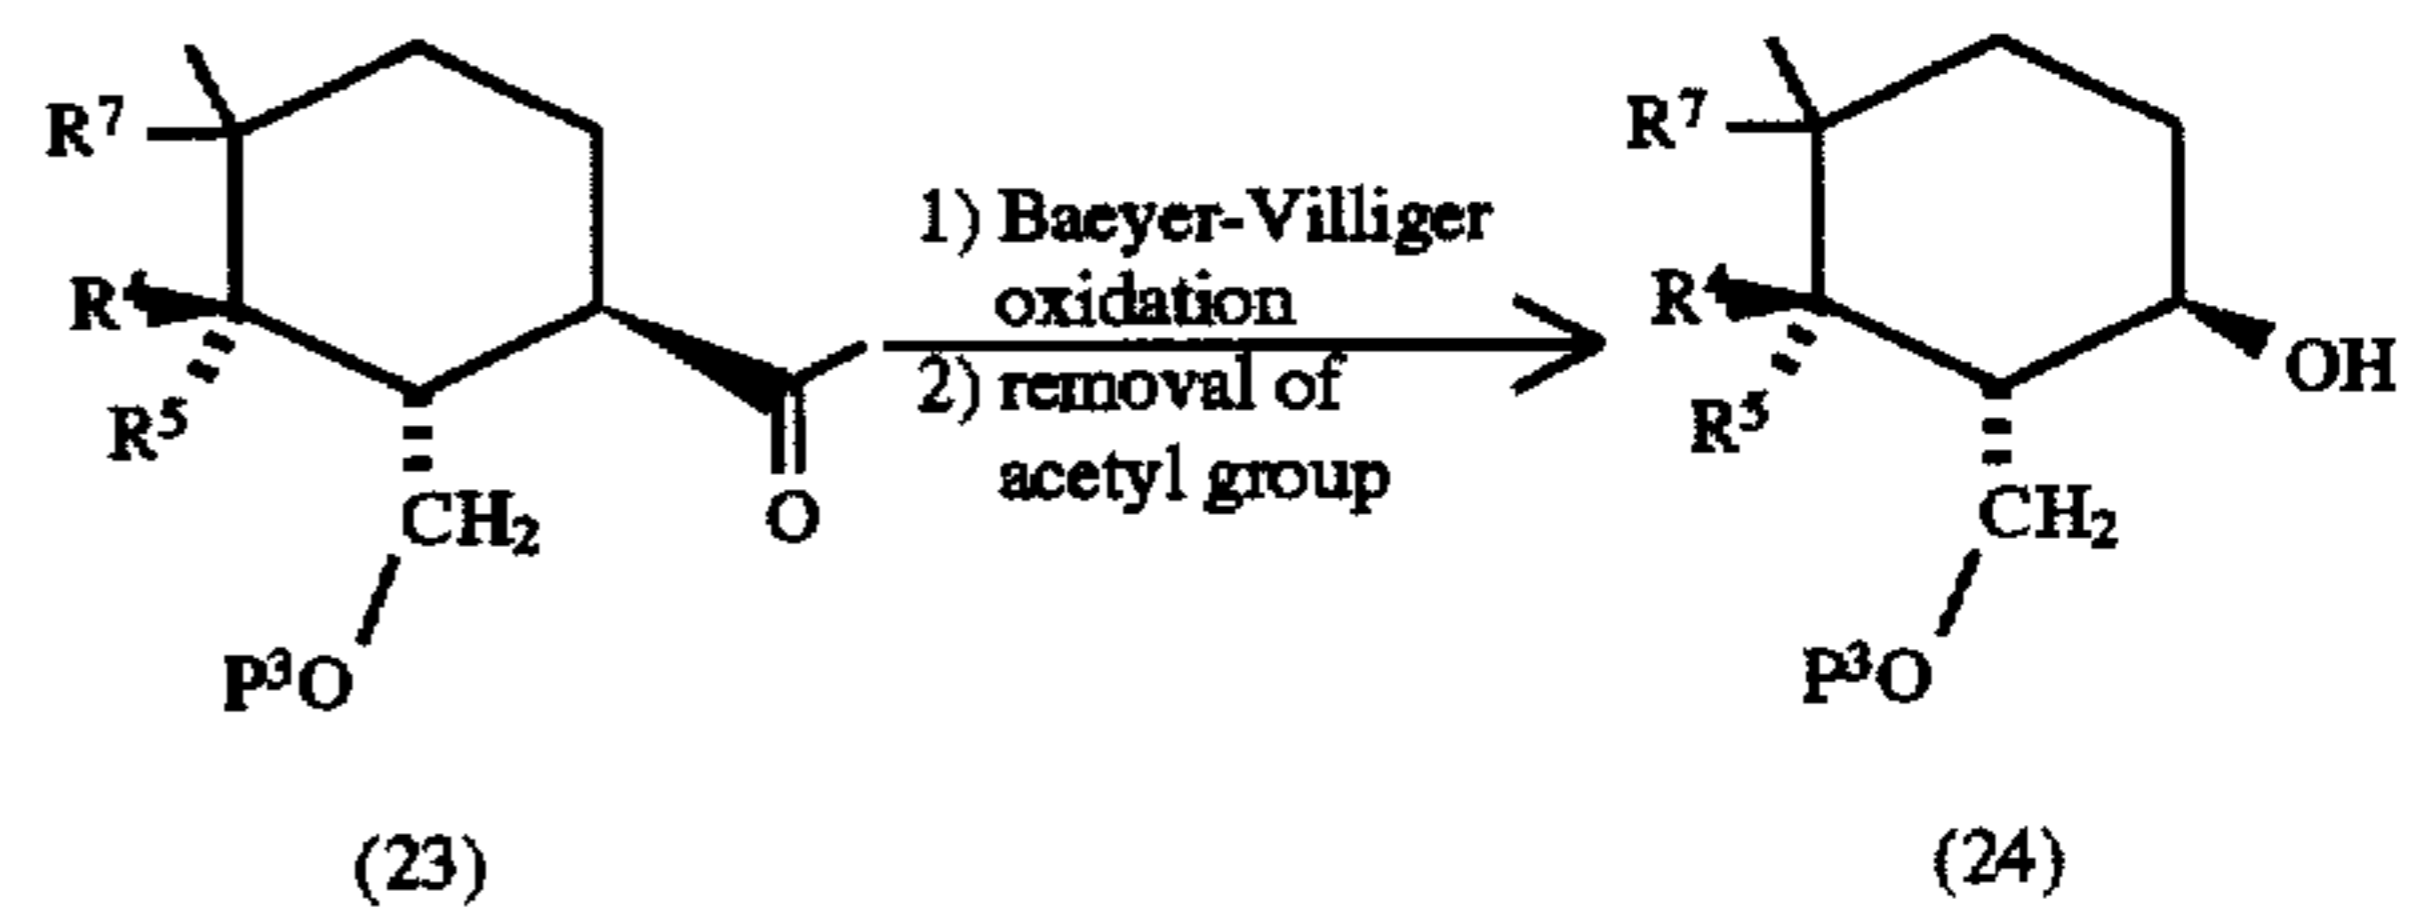 R⁷ R⁷
1) Baeyer-Villiger
oxidation
R⁴ R⁴
2) removal of
acetyl group
OH
R⁵ R⁵
CH₂ O CH₂
P³O P³O
(23) (24)